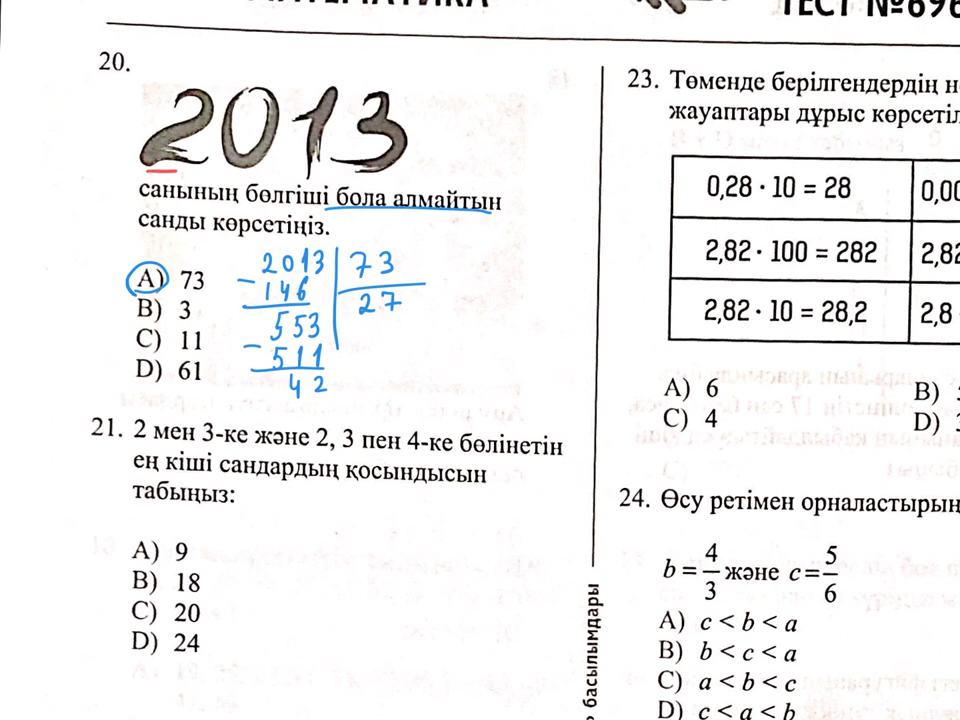 ТЕСТ №696
20.
2013
санының бөлгіші бола алмайтын
санды көрсетіңіз.
A) 73
B) 3
C) 11
D) 61
2013 73
- 146 27
553
- 511
42
21. 2 мен 3-ке және 2, 3 пен 4-ке бөлінетін
ең кіші сандардың қосындысын
табыңыз:
A) 9
B) 18
C) 20
D) 24
басылымдары
23. Төменде берілгендердің
жауаптары дұрыс
0,28 · 10 = 28
2,82 · 100 = 282
2,82 · 10 = 28,2 2,8
A) 6 B)
C) 4 D)
24. Өсу ретімен
b = 4/3 және c = 5/6
A) c < b < a
B) b < c < a
C) a < b < c
D) c < a < b